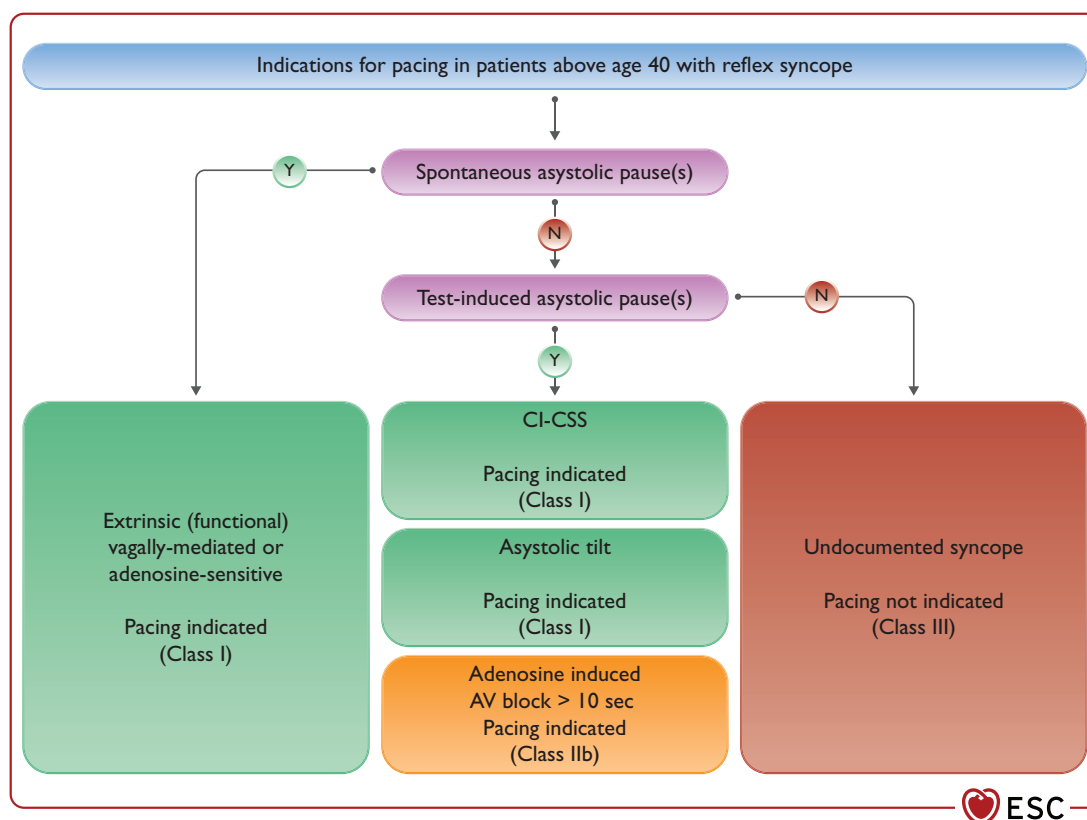 Indications for pacing in patients above age 40 with reflex syncope
Y
Spontaneous asystolic pause(s)
N
Test-induced asystolic pause(s)
N
Y
Extrinsic (functional)
vagally-mediated or
adenosine-sensitive
Pacing indicated
(Class I)
CI-CSS
Pacing indicated
(Class I)
Asystolic tilt
Pacing indicated
(Class I)
Adenosine induced
AV block > 10 sec
Pacing indicated
(Class IIb)
Undocumented syncope
Pacing not indicated
(Class III)
ESC